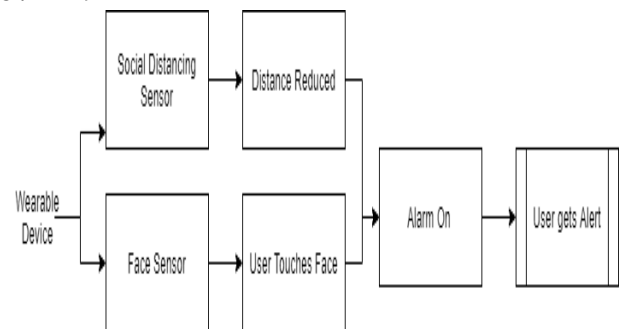 Social Distancing
Sensor
Distance Reduced
Wearable
Device
Face Sensor
User Touches Face
Alarm On
User gets Alert